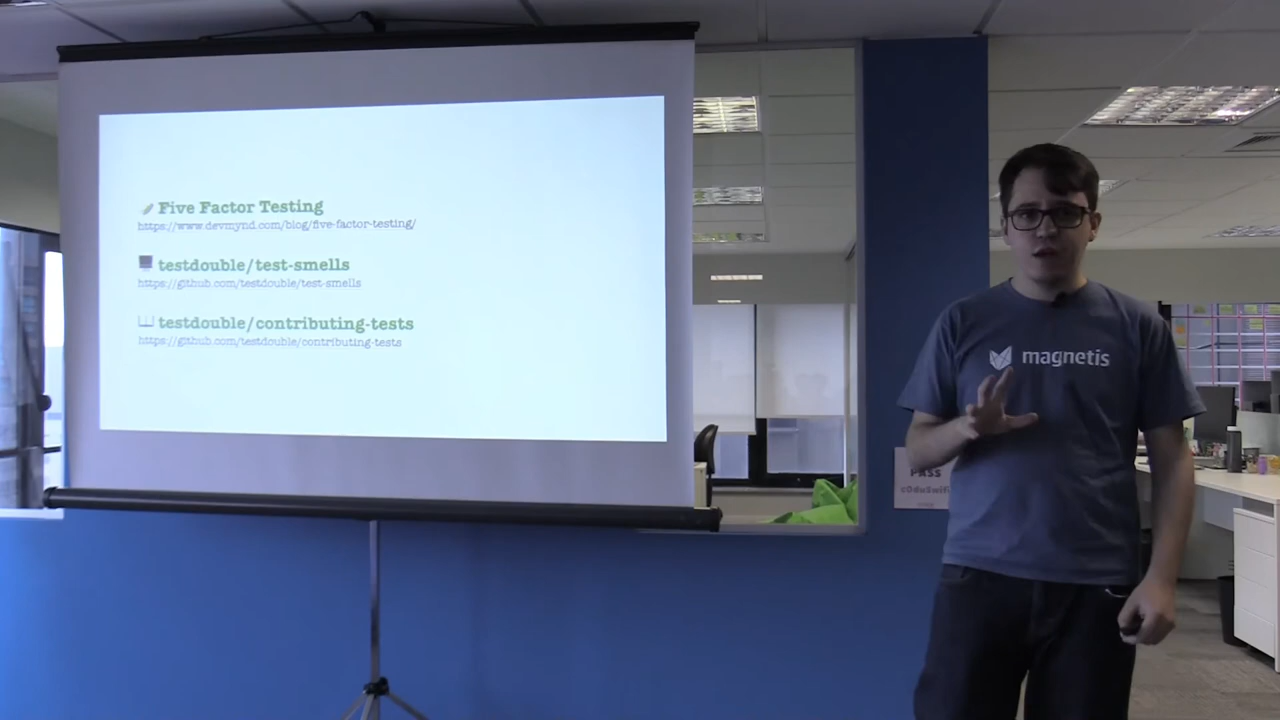 Five Factor Testing
https://www.devmynd.com/blog/five-factor-testing/
testdouble/test-smells
https://github.com/testdouble/test-smells
testdouble/contributing-tests
https://github.com/testdouble/contributing-tests
magnetis
PASS